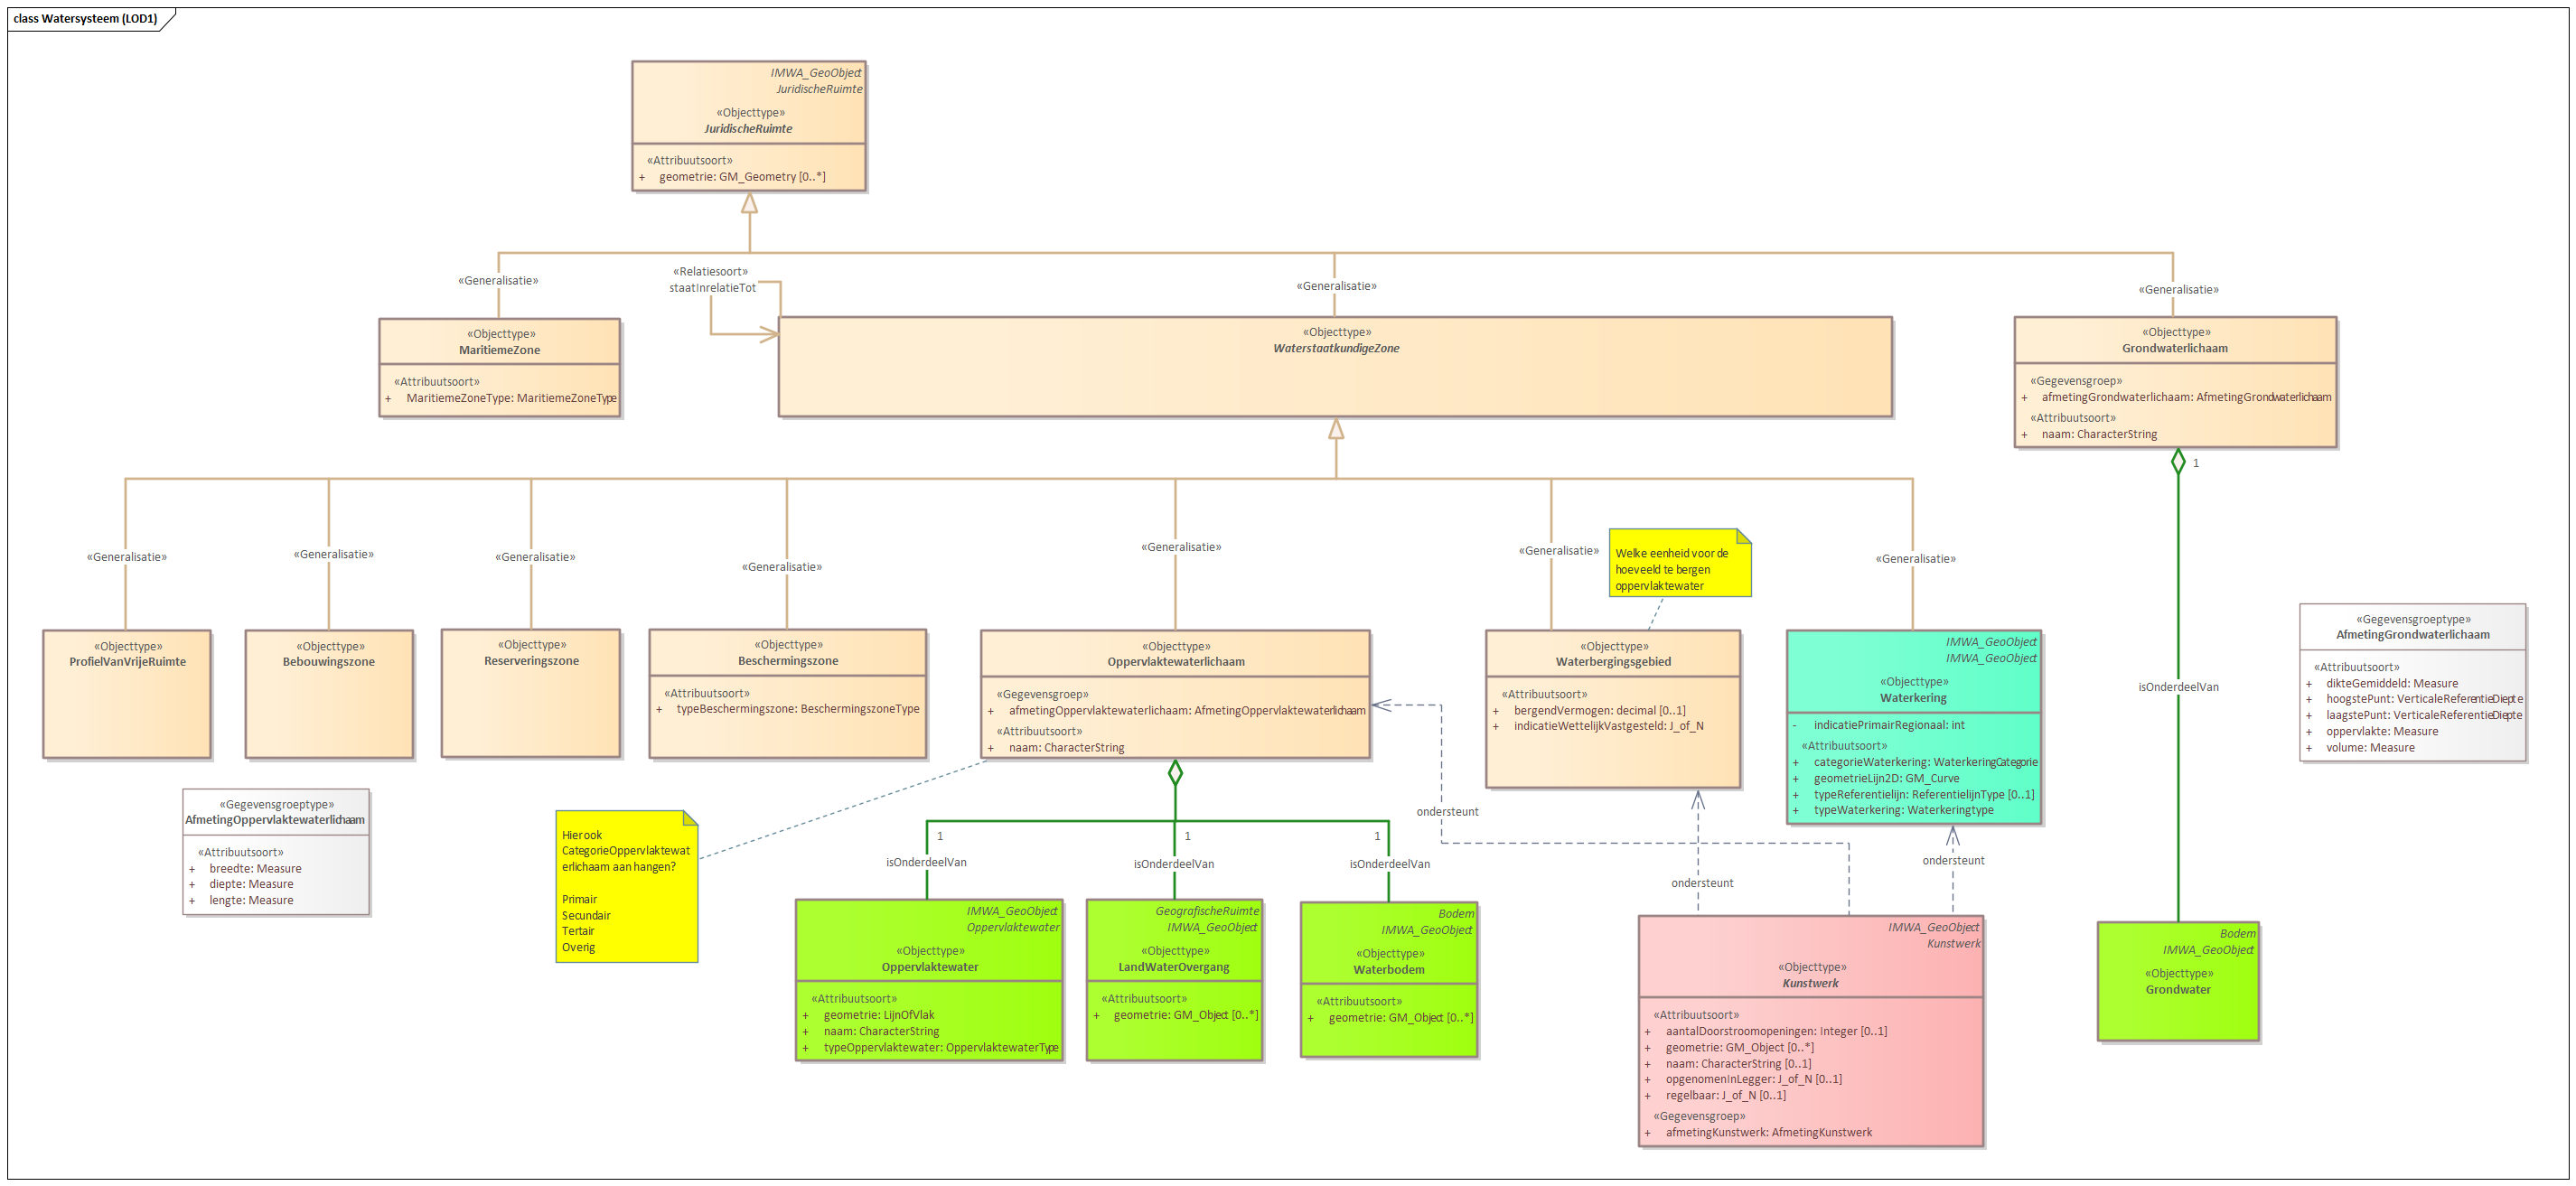 class Watersysteem (LOD1)
IMWA_GeoObject
JuridischeRuimte
«Objecttype»
JuridischeRuimte
«Attribuutsoort»
+ geometrie: GM_Geometry [0..*]
«Generalisatie»
«Relatiesoort»
staatInrelatieTot
«Generalisatie»
«Generalisatie»
«Objecttype»
MaritiemeZone
«Attribuutsoort»
+ MaritiemeZoneType: MaritiemeZoneType
«Objecttype»
WaterstaatkundigeZone
«Objecttype»
Grondwaterlichaam
«Gegevensgroep»
+ afmetingGrondwaterlichaam: AfmetingGrondwaterlichaam
«Attribuutsoort»
+ naam: CharacterString
1
«Generalisatie»
«Generalisatie»
«Generalisatie»
«Generalisatie»
«Generalisatie»
«Generalisatie»
«Generalisatie»
Welke eenheid voor de
hoeveeld te bergen
oppervlaktewater
«Objecttype»
ProfielVanVrijeRuimte
«Objecttype»
Bebouwingszone
«Objecttype»
Reserveringszone
«Objecttype»
Beschermingszone
«Attribuutsoort»
+ typeBeschermingszone: BeschermingszoneType
«Objecttype»
Oppervlaktewaterlichaam
«Gegevensgroep»
+ afmetingOppervlaktewaterlichaam: AfmetingOppervlaktewaterlichaam
«Attribuutsoort»
+ naam: CharacterString
«Objecttype»
Waterbergingsgebied
«Attribuutsoort»
+ bergendVermogen: decimal [0..1]
+ indicatieWettelijkVastgesteld: J_of_N
IMWA_GeoObject
IMWA_GeoObject
«Objecttype»
Waterkering
- indicatiePrimairRegionaal: int
«Attribuutsoort»
+ categorieWaterkering: WaterkeringCategorie
+ geometrieLijn2D: GM_Curve
+ typeReferentielijn: ReferentielijnType [0..1]
+ typeWaterkering: Waterkeringtype
isOnderdeelVan
«Gegevensgroeptype»
AfmetingGrondwaterlichaam
«Attribuutsoort»
+ dikteGemiddeld: Measure
+ hoogstePunt: VerticaleReferentieDiepte
+ laagstePunt: VerticaleReferentieDiepte
+ oppervlakte: Measure
+ volume: Measure
«Gegevensgroeptype»
AfmetingOppervlaktewaterlichaam
«Attribuutsoort»
+ breedte: Measure
+ diepte: Measure
+ lengte: Measure
Hier ook
CategorieOppervlaktewat
erlichaam aan hangen?
Primair
Secundair
Tertair
Overig
1
isOnderdeelVan
1
isOnderdeelVan
1
isOnderdeelVan
ondersteunt
ondersteunt
ondersteunt
IMWA_GeoObject
Oppervlaktewater
«Objecttype»
Oppervlaktewater
«Attribuutsoort»
+ geometrie: LijnOfVlak
+ naam: CharacterString
+ typeOppervlaktewater: OppervlaktewaterType
GeografischeRuimte
IMWA_GeoObject
«Objecttype»
LandWaterOvergang
«Attribuutsoort»
+ geometrie: GM_Object [0..*]
Bodem
IMWA_GeoObject
«Objecttype»
Waterbodem
«Attribuutsoort»
+ geometrie: GM_Object [0..*]
IMWA_GeoObject
Kunstwerk
«Objecttype»
Kunstwerk
«Attribuutsoort»
+ aantalDoorstroomopeningen: Integer [0..1]
+ geometrie: GM_Object [0..*]
+ naam: CharacterString [0..1]
+ opgenomenInLegger: J_of_N [0..1]
+ regelbaar: J_of_N [0..1]
«Gegevensgroep»
+ afmetingKunstwerk: AfmetingKunstwerk
Bodem
IMWA_GeoObject
«Objecttype»
Grondwater